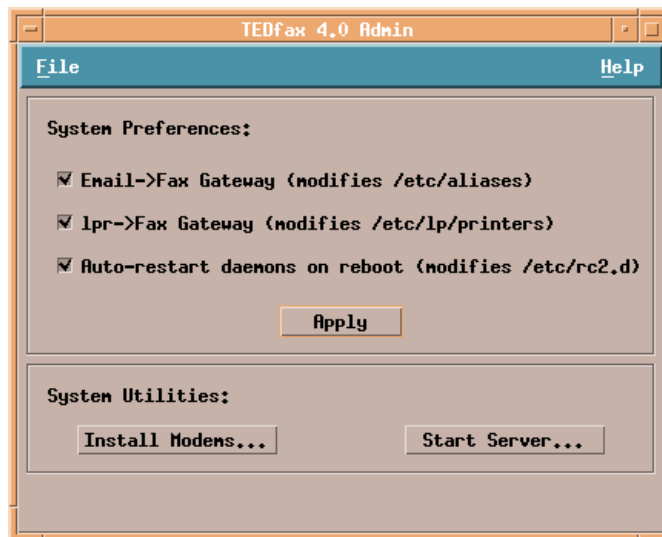 TEDfax 4.0 Admin
File Help
System Preferences:
Email->Fax Gateway (modifies /etc/aliases)
lpr->Fax Gateway (modifies /etc/lp/printers)
Auto-restart daemons on reboot (modifies /etc/rc2.d)
Apply
System Utilities:
Install Modems... Start Server...